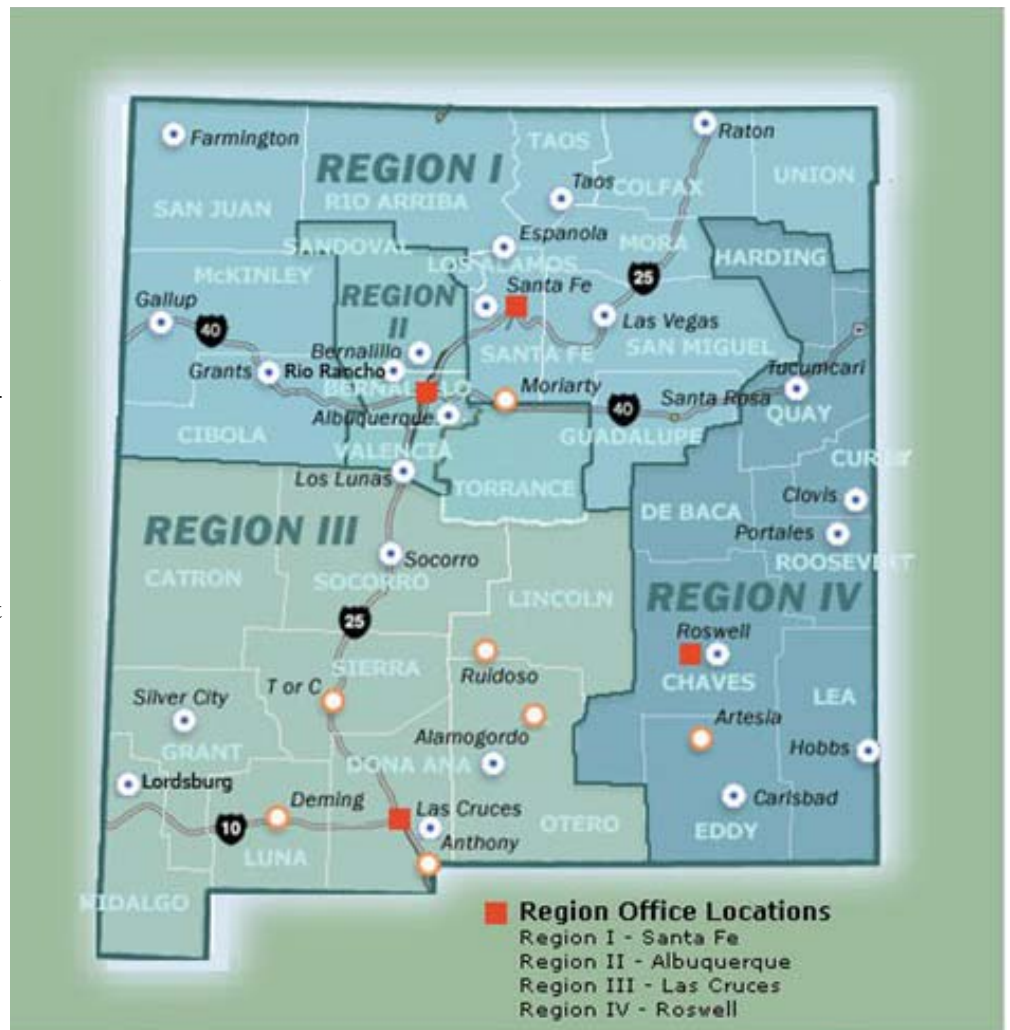 Farmington
Raton
TAOS
REGION I
UNION
Taos
COLFAX
SAN JUAN
RIO ARRIBA
Espanola
SANDOVAL
MORA
HARDING
LOS ALAMOS
McKINLEY
25
Santa Fe
REGION
II
Gallup
40
Las Vegas
SANTA FE
SAN MIGUEL
Bernalillo
Grants
Rio Rancho
Tucumcari
BERNALILLO
Moriarty
Santa Rosa
40
Albuquerque
QUAY
CIBOLA
GUADALUPE
VALENCIA
CURRY
Los Lunas
TORRANCE
Clovis
DE BACA
REGION III
Portales
Socorro
ROOSEVELT
CATRON
SOCORRO
LINCOLN
REGION IV
25
Roswell
SIERRA
Ruidoso
CHAVES
T or C
LEA
Silver City
Artesia
Alamogordo
GRANT
Hobbs
DONA ANA
Lordsburg
Deming
Las Cruces
Carlsbad
10
OTERO
EDDY
Anthony
LUNA
HIDALGO
Region Office Locations
Region I - Santa Fe
Region II - Albuquerque
Region III - Las Cruces
Region IV - Roswell